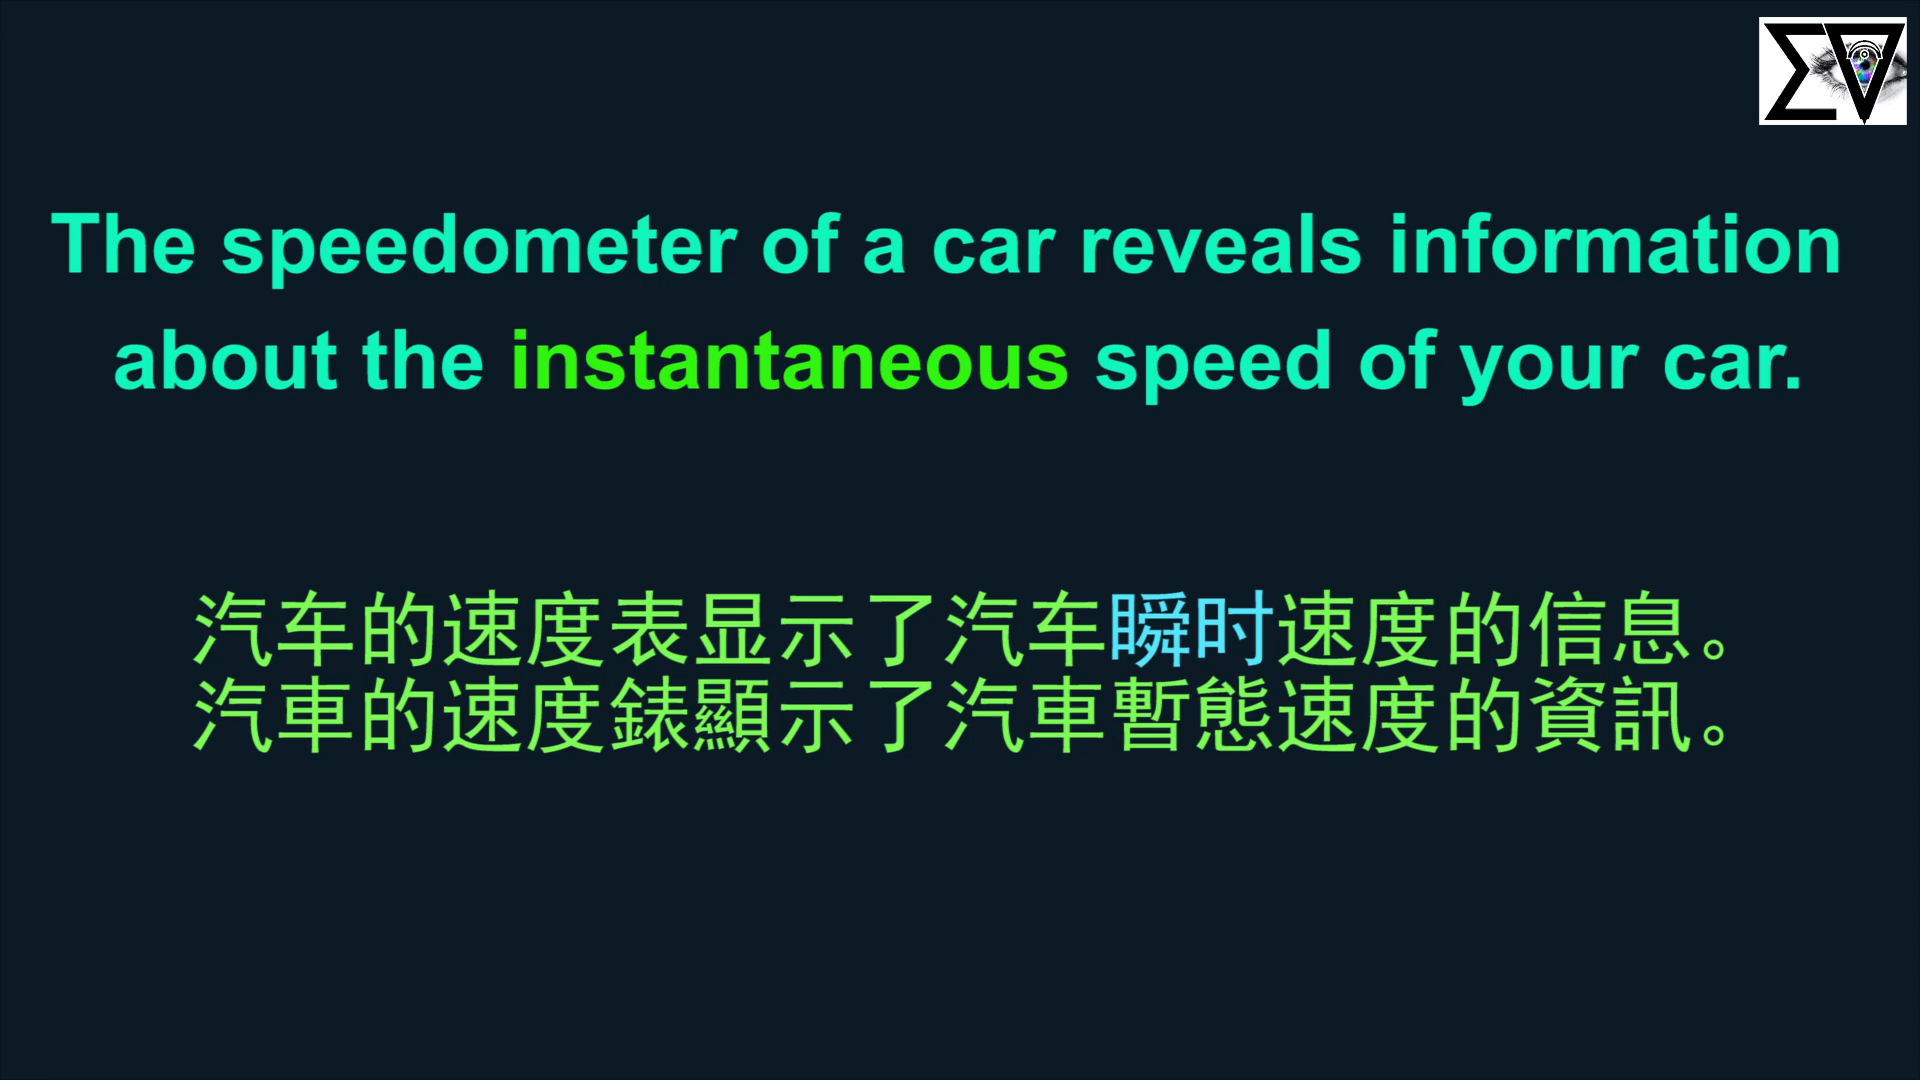 The speedometer of a car reveals information
about the instantaneous speed of your car.
汽车的速度表显示了汽车瞬时速度的信息。
汽車的速度錶顯示了汽車暫態速度的資訊。